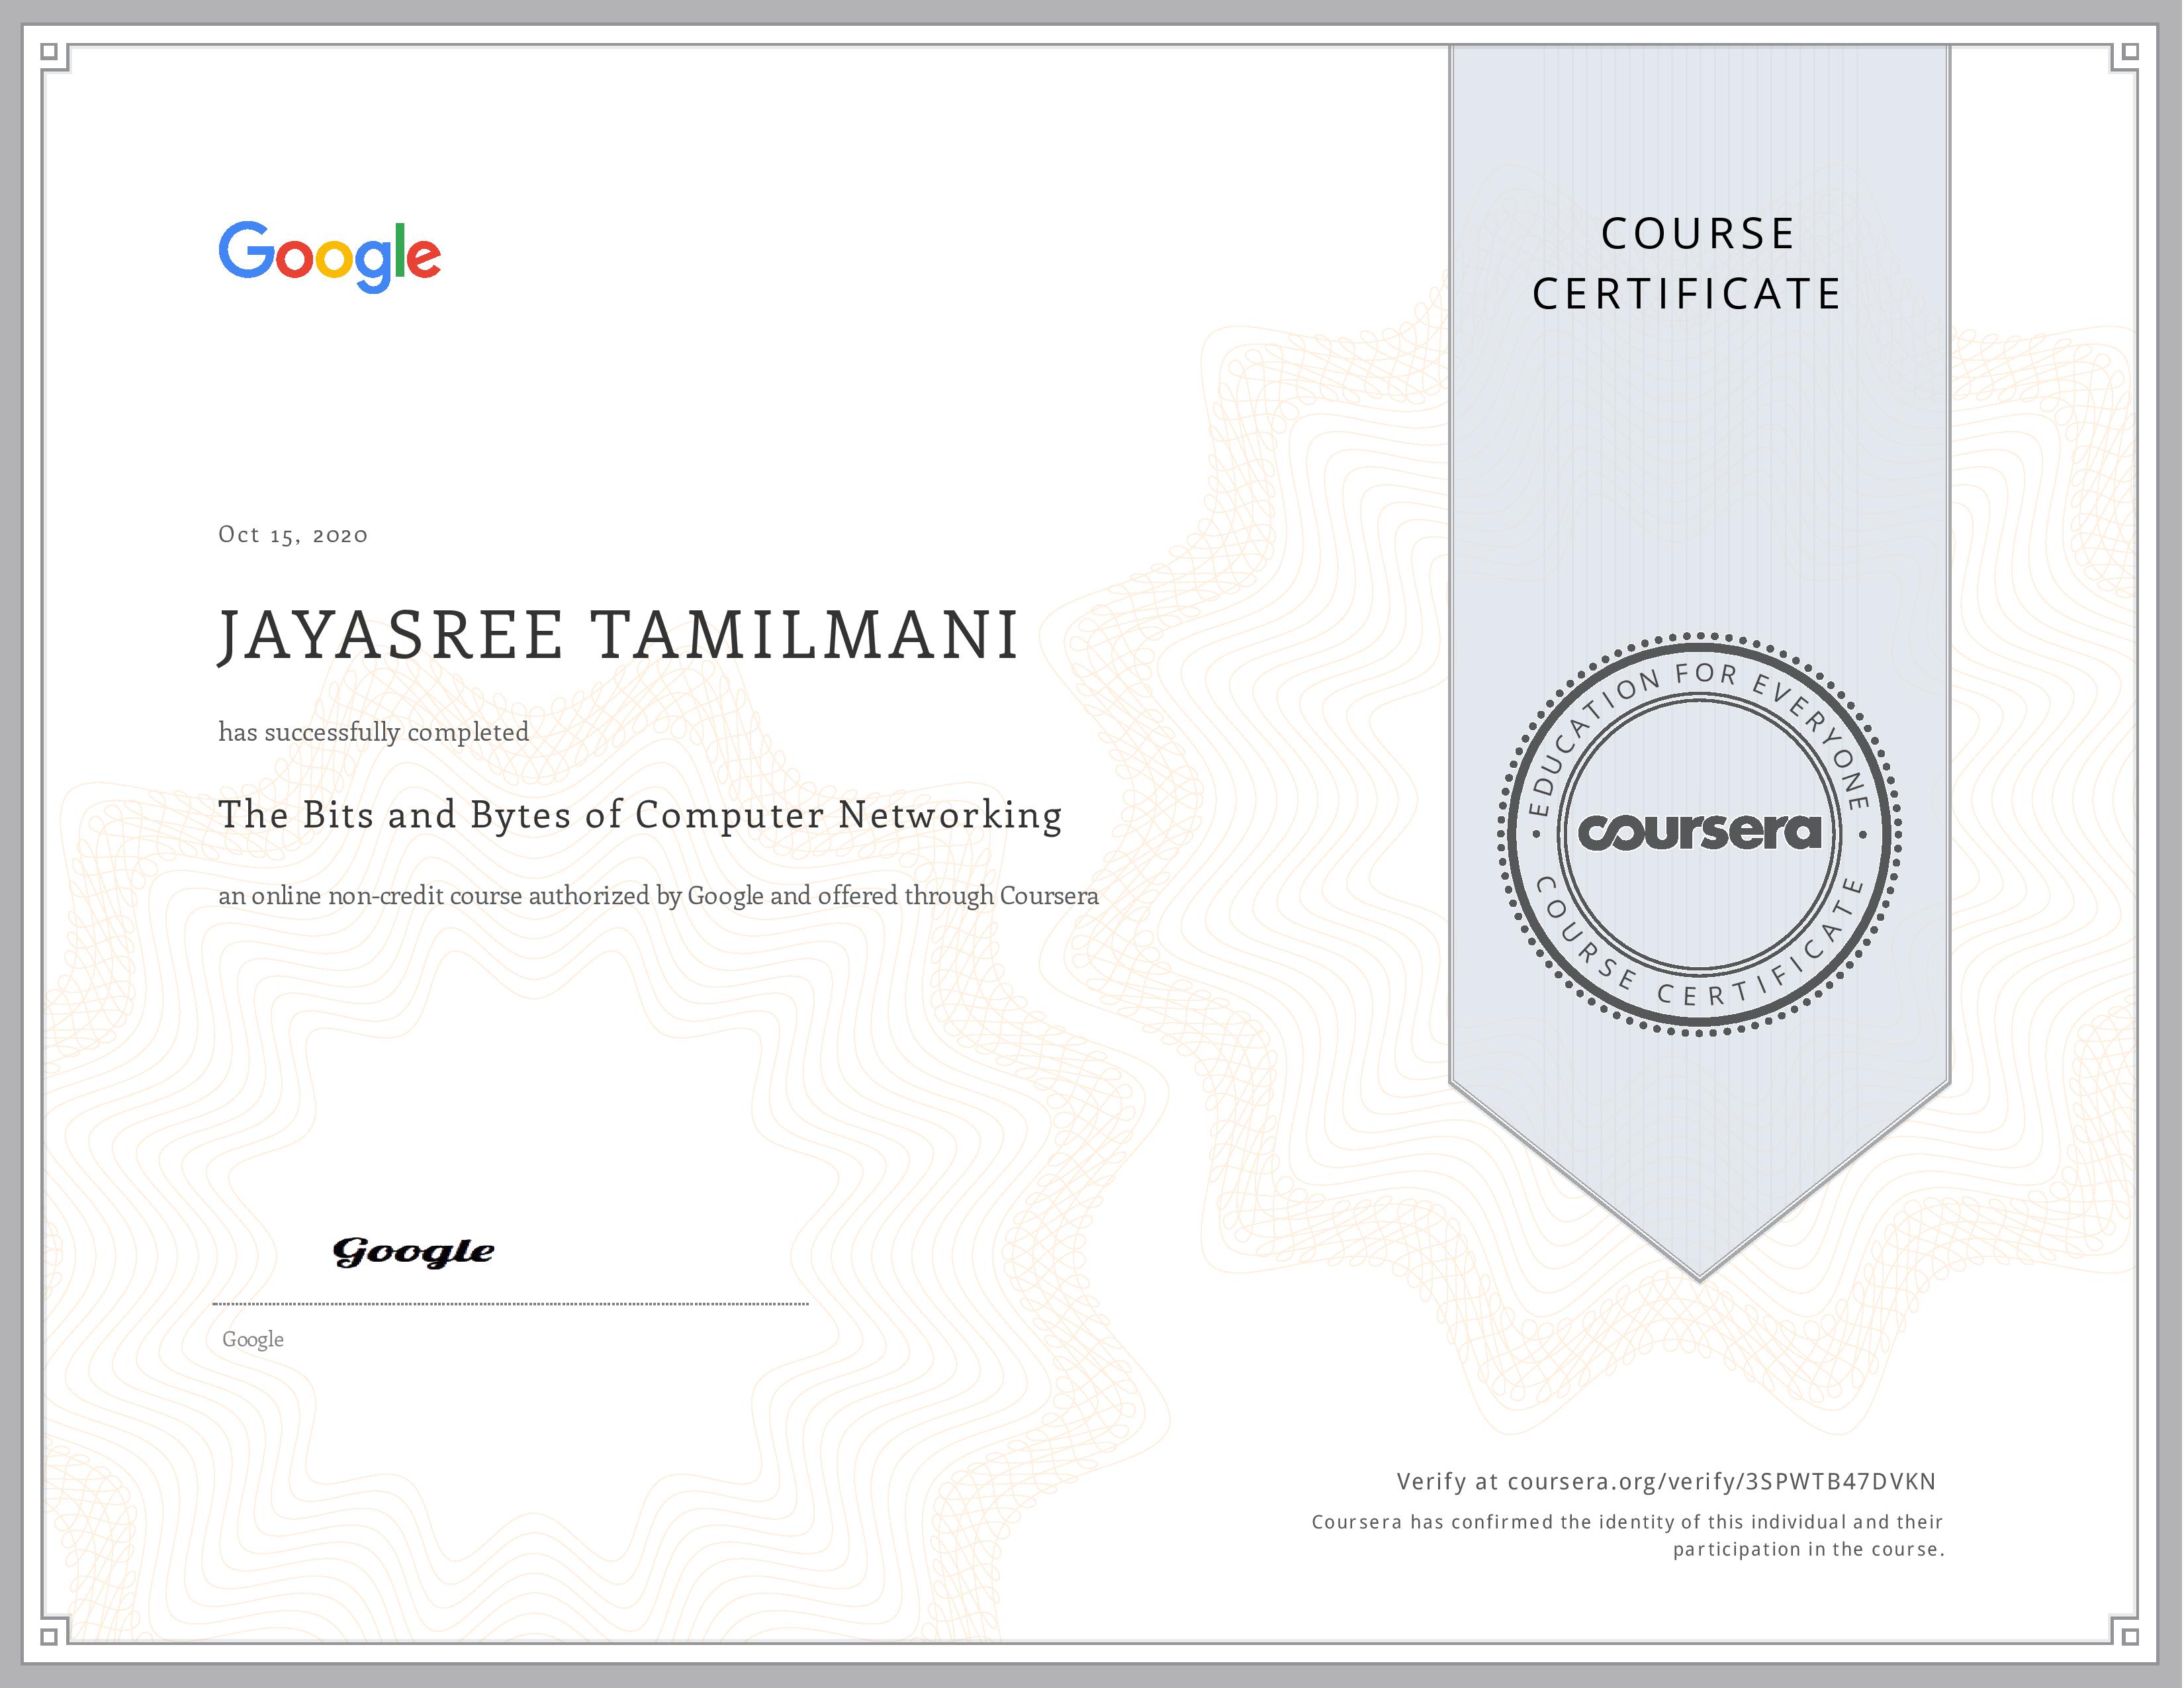 Google
COURSE
CERTIFICATE
Oct 15, 2020
JAYASREE TAMILMANI
has successfully completed
The Bits and Bytes of Computer Networking
an online non-credit course authorized by Google and offered through Coursera
EDUCATION FOR EVERYONE
coursera
COURSE CERTIFICATE
Google
Google
Verify at coursera.org/verify/3SPWTB47DVKN
Coursera has confirmed the identity of this individual and their
participation in the course.